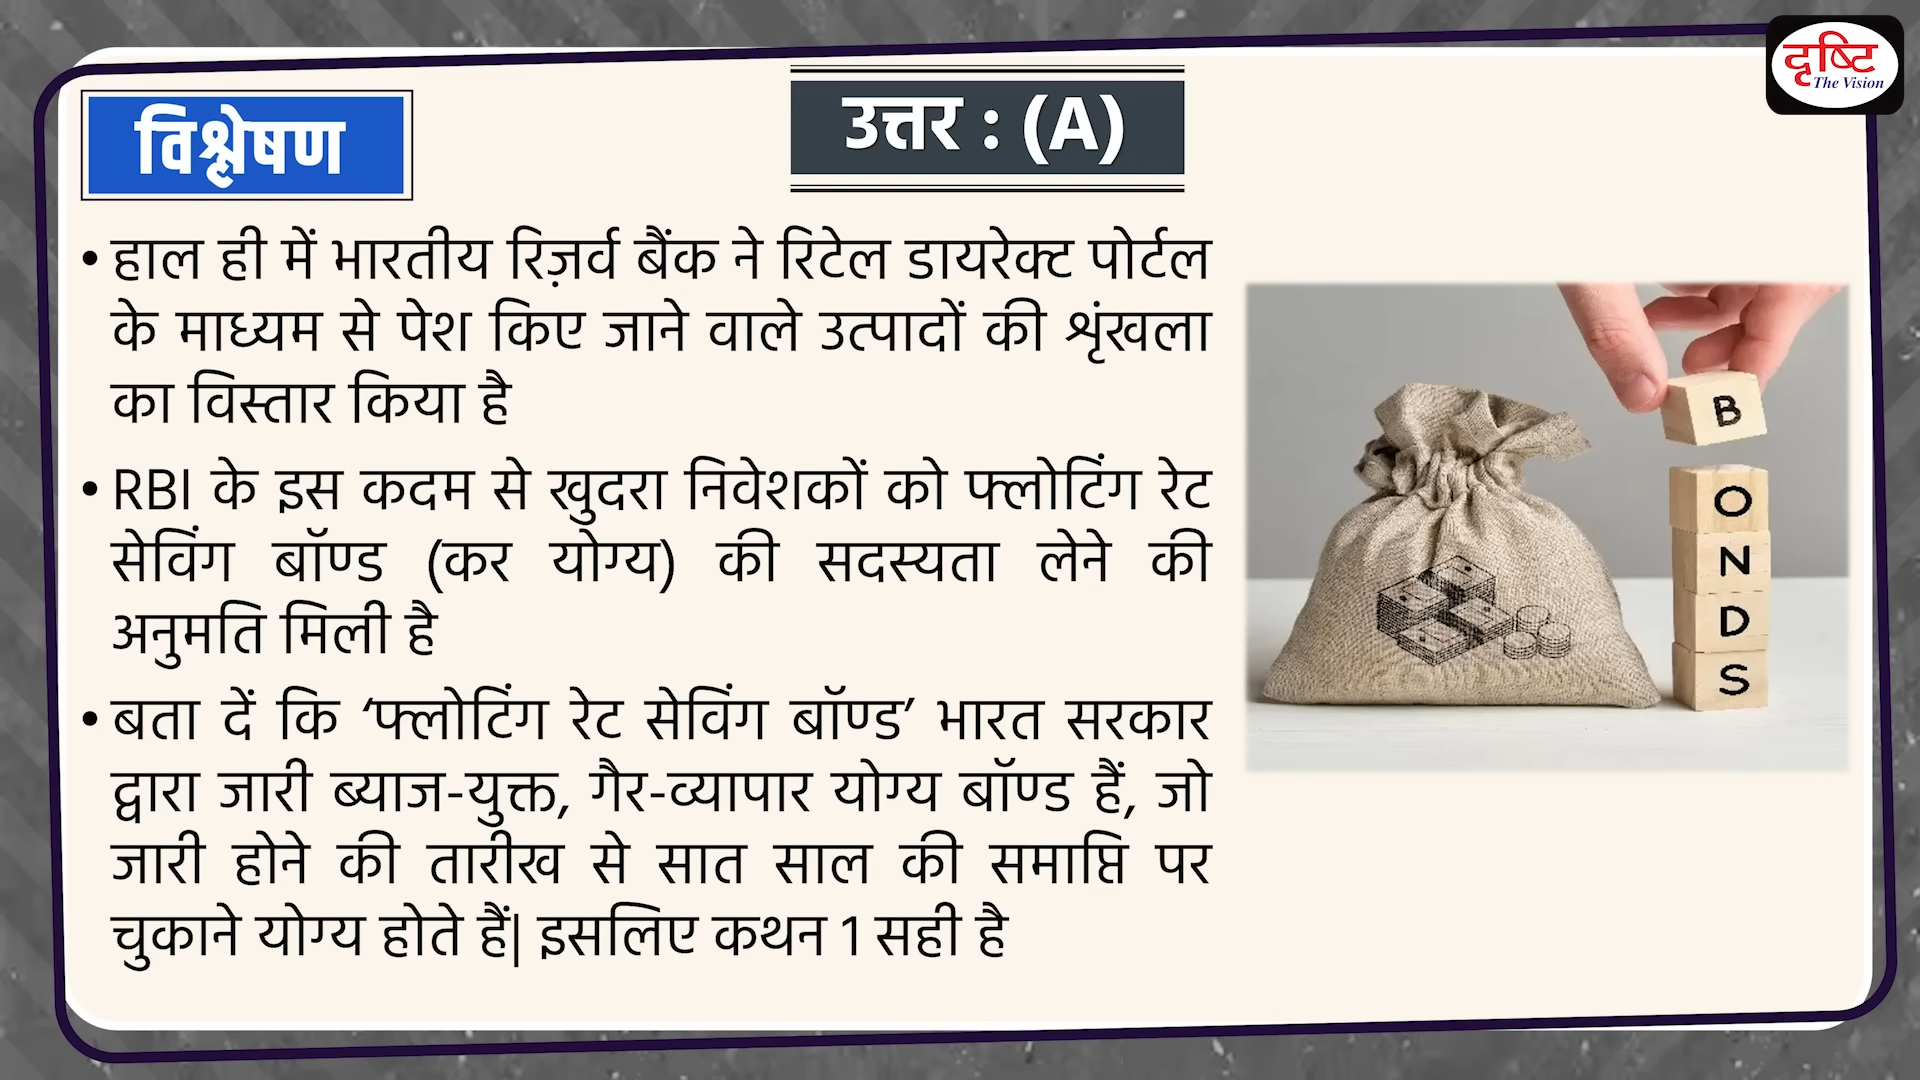 दृष्टि
The Vision
विश्लेषण
उत्तर : (A)
• हाल ही में भारतीय रिज़र्व बैंक ने रिटेल डायरेक्ट पोर्टल
के माध्यम से पेश किए जाने वाले उत्पादों की शृंखला
का विस्तार किया है
• RBI के इस कदम से खुदरा निवेशकों को फ्लोटिंग रेट
सेविंग बॉण्ड (कर योग्य) की सदस्यता लेने की
अनुमति मिली है
• बता दें कि ‘फ्लोटिंग रेट सेविंग बॉण्ड’ भारत सरकार
द्वारा जारी ब्याज-युक्त, गैर-व्यापार योग्य बॉण्ड हैं, जो
जारी होने की तारीख से सात साल की समाप्ति पर
चुकाने योग्य होते हैं| इसलिए कथन 1 सही है
B
O
N
D
S